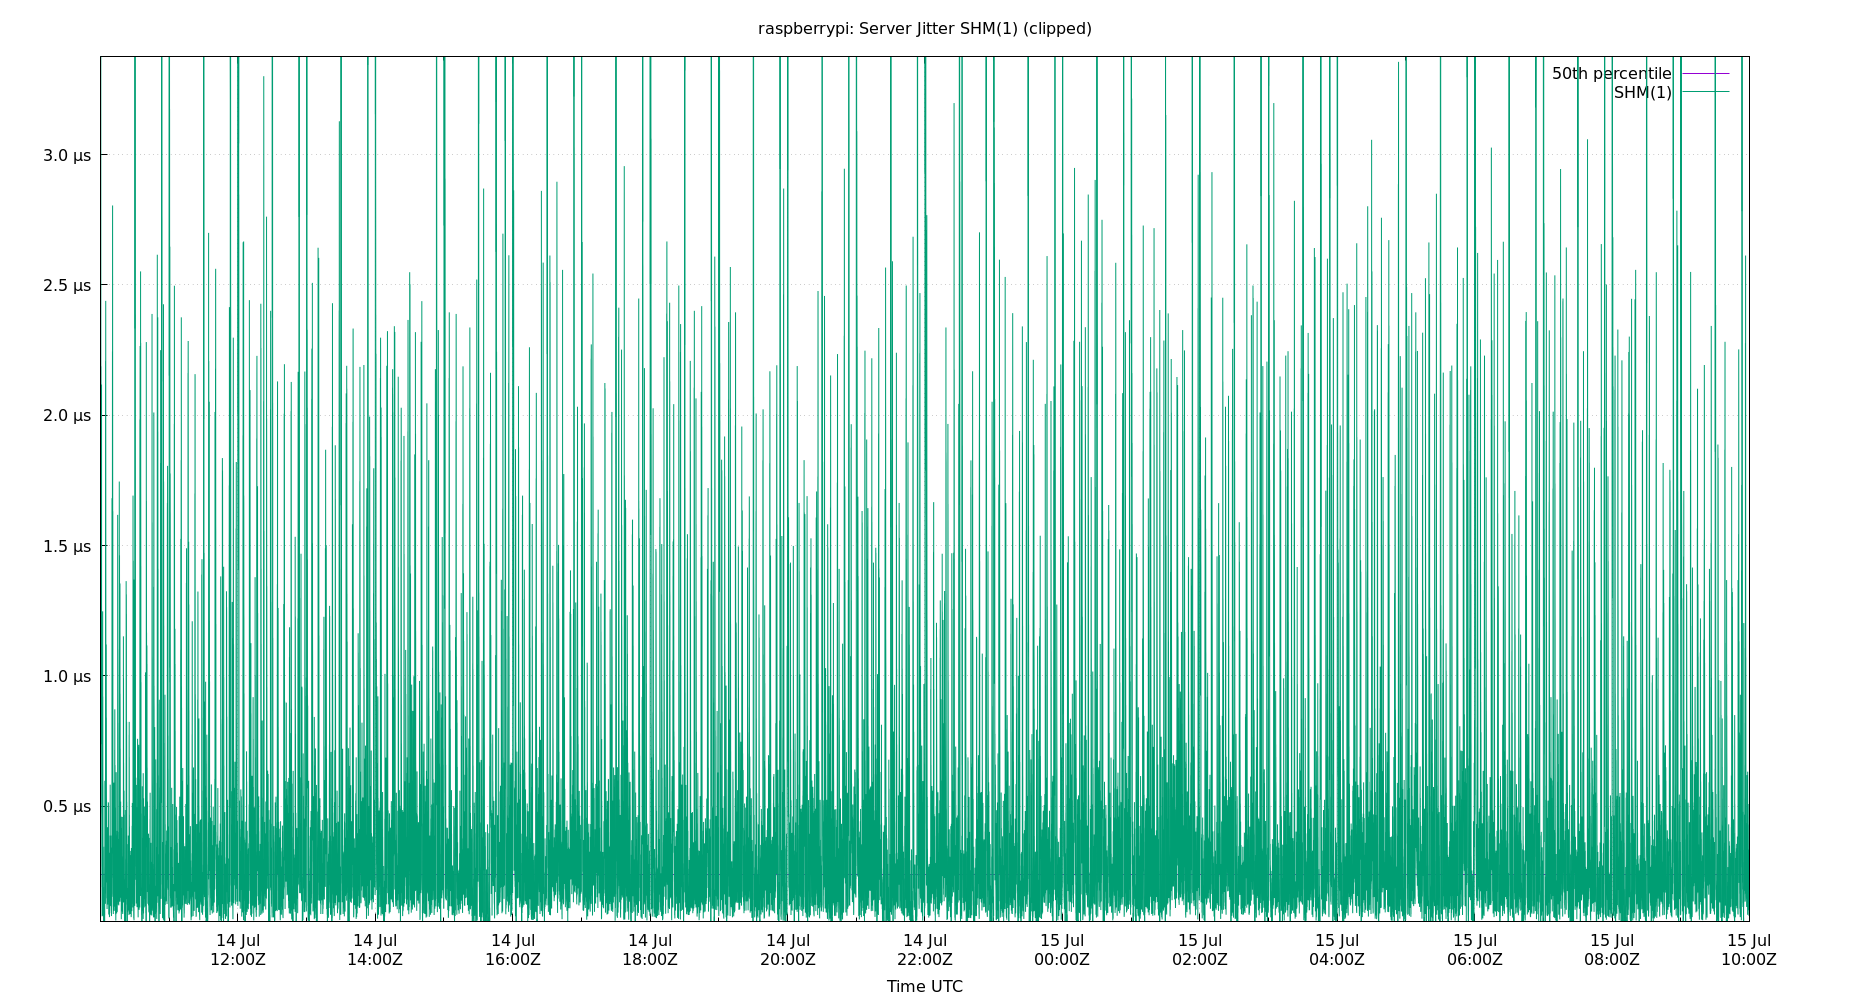 raspberrypi: Server Jitter SHM(1) (clipped)
50th percentile
SHM(1)
3.0 µs
2.5 µs
2.0 µs
1.5 µs
1.0 µs
0.5 µs
14 Jul 14 Jul 14 Jul 14 Jul 14 Jul 14 Jul 15 Jul 15 Jul 15 Jul 15 Jul 15 Jul 15 Jul
12:00Z 14:00Z 16:00Z 18:00Z 20:00Z 22:00Z 00:00Z 02:00Z 04:00Z 06:00Z 08:00Z 10:00Z
Time UTC